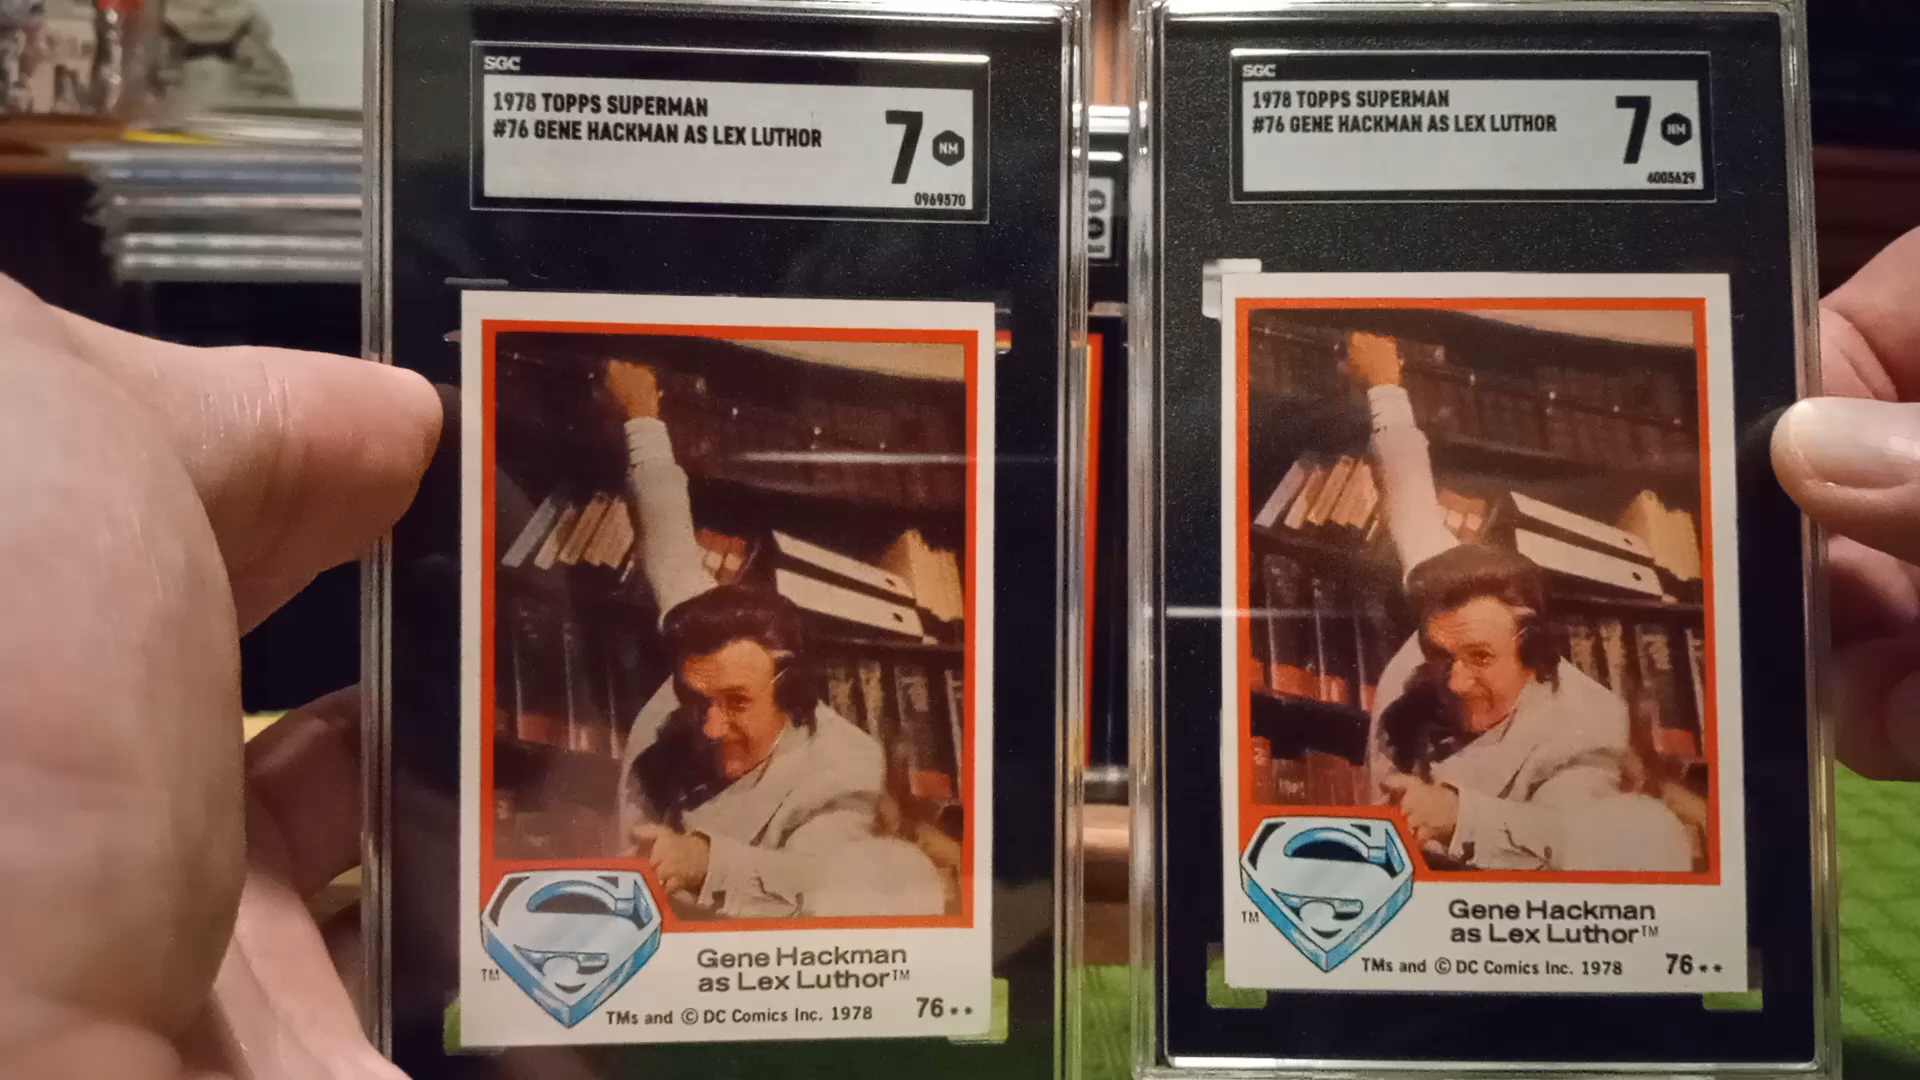 SGC
1978 TOPPS SUPERMAN
#76 GENE HACKMAN AS LEX LUTHOR
7 NM
0969570
Gene Hackman
as Lex Luthor™
TM
TMs and © DC Comics Inc. 1978 76**
SGC
1978 TOPPS SUPERMAN
#76 GENE HACKMAN AS LEX LUTHOR
7 NM
4005629
Gene Hackman
as Lex Luthor™
TM
TMs and © DC Comics Inc. 1978 76**